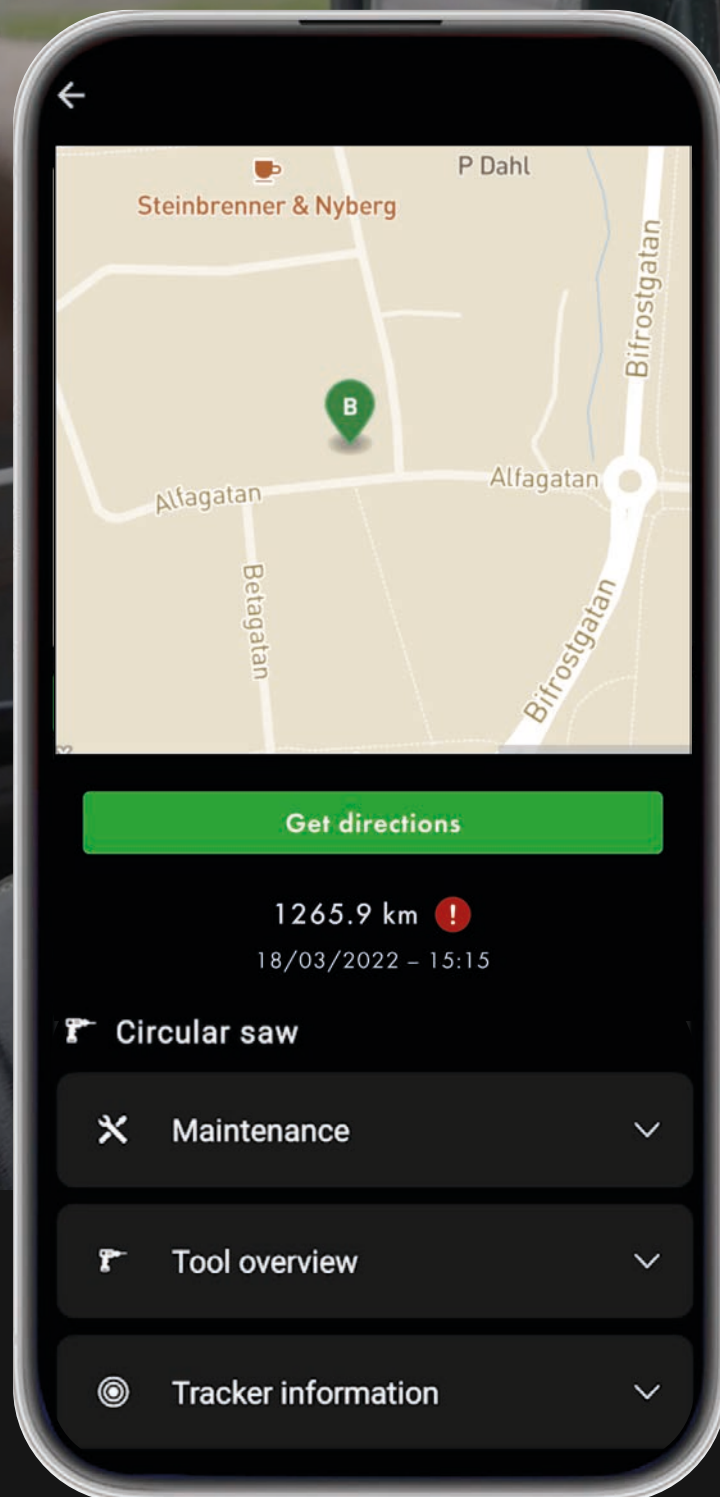 P Dahl
Steinbrenner & Nyberg
Bifrostgatan
B
Alfagatan
Alfagatan
Betagatan
Bifrostgatan
Get directions
1265.9 km !
18/03/2022 – 15:15
Circular saw
Maintenance
Tool overview
Tracker information